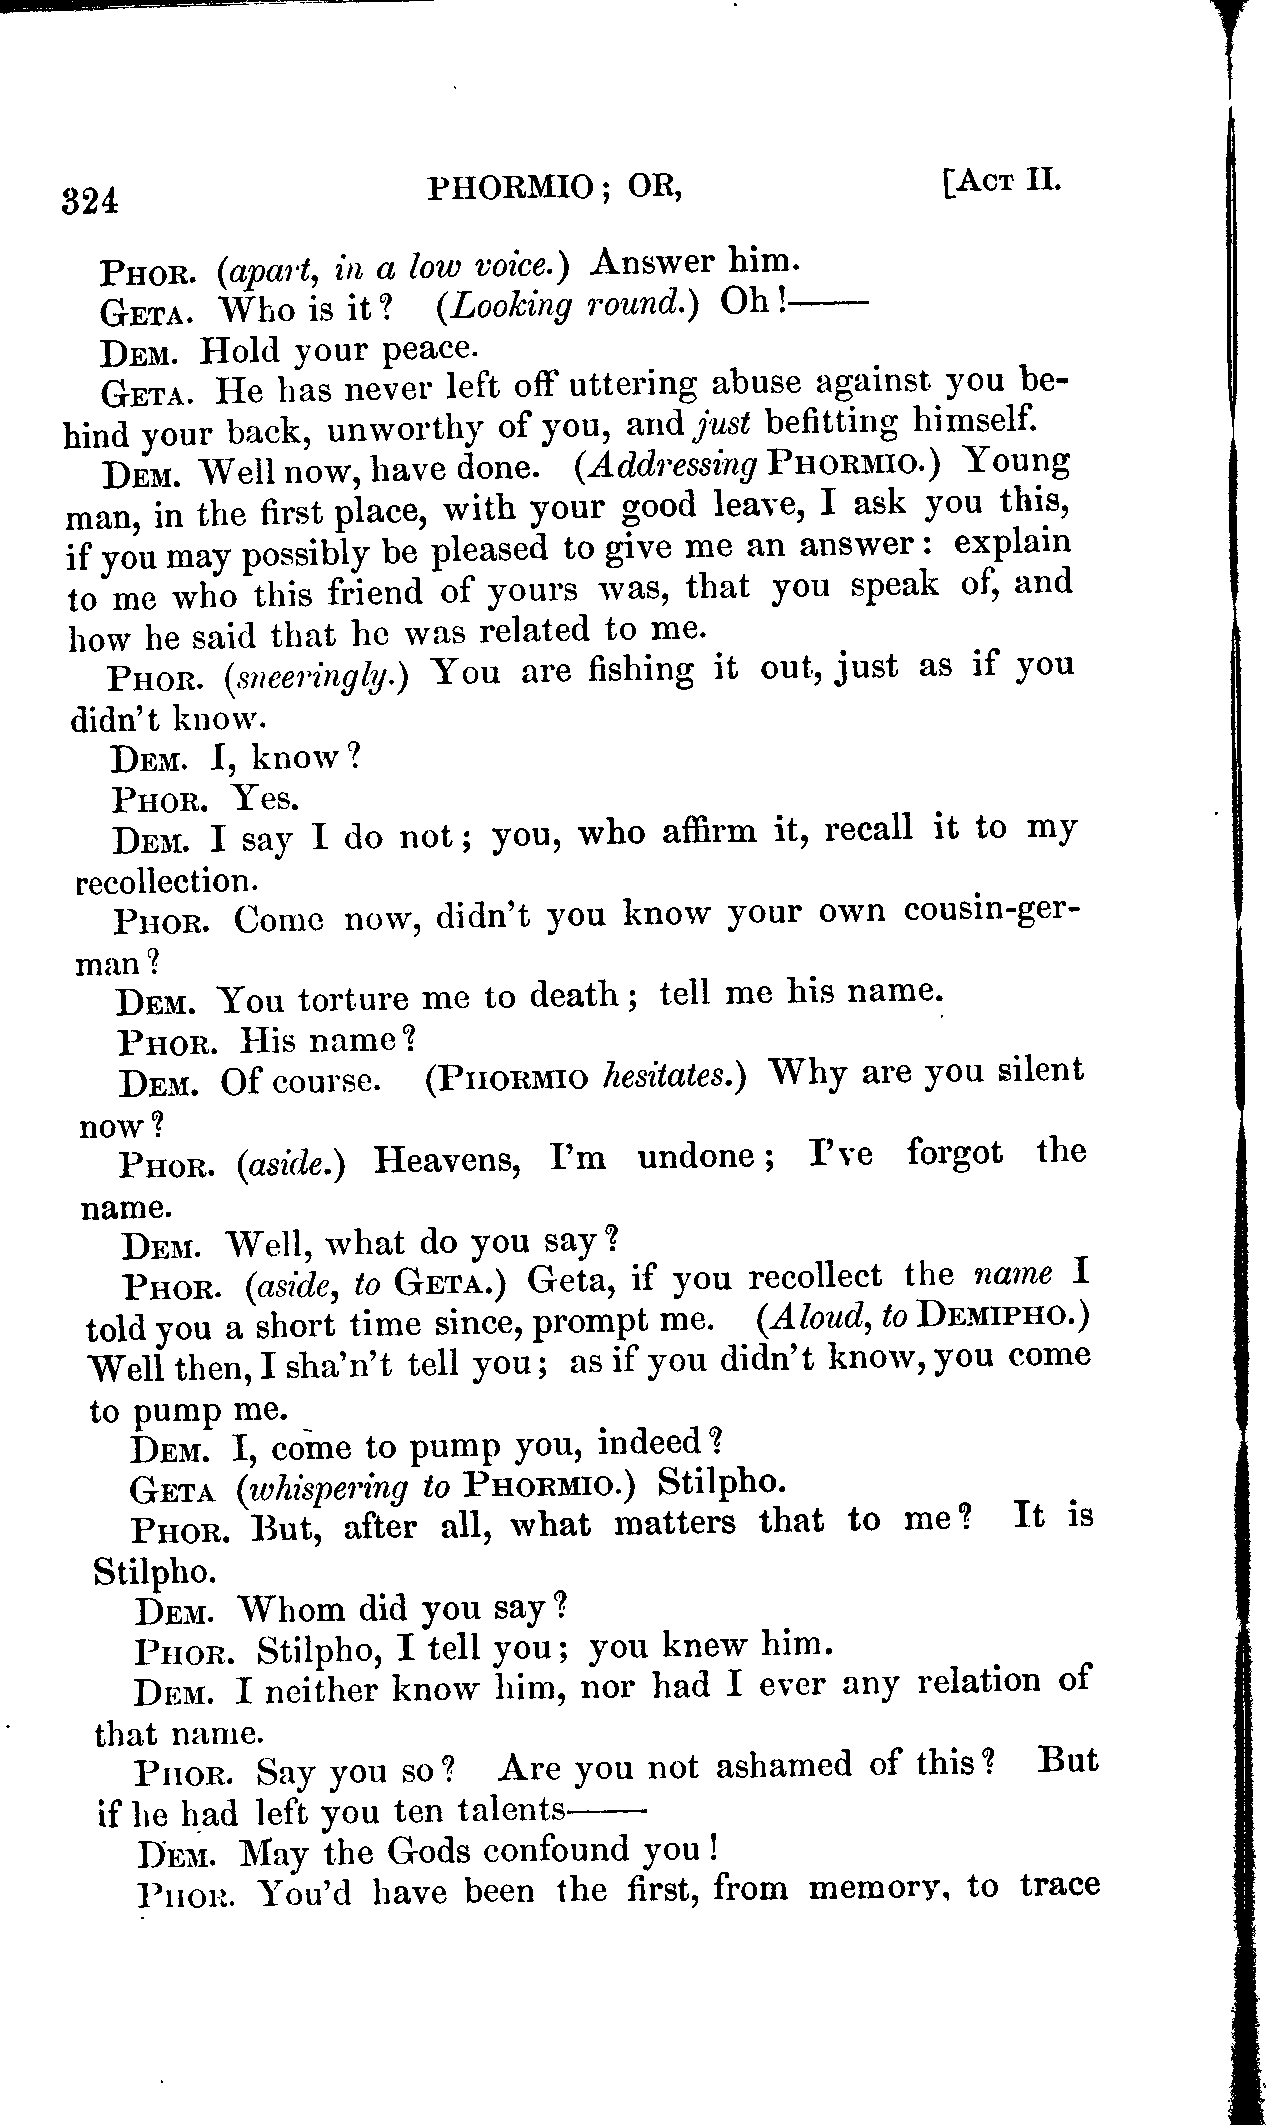 324 PHORMIO; OR, [ACT II.
PHOR. (apart, in a low voice.) Answer him.
GETA. Who is it? (Looking round.) Oh!——
DEM. Hold your peace.
GETA. He has never left off uttering abuse against you be-
hind your back, unworthy of you, and just befitting himself.
DEM. Well now, have done. (Addressing PHORMIO.) Young
man, in the first place, with your good leave, I ask you this,
if you may possibly be pleased to give me an answer: explain
to me who this friend of yours was, that you speak of, and
how he said that he was related to me.
PHOR. (sneeringly.) You are fishing it out, just as if you
didn't know.
DEM. I, know?
PHOR. Yes.
DEM. I say I do not; you, who affirm it, recall it to my
recollection.
PHOR. Come now, didn't you know your own cousin-ger-
man?
DEM. You torture me to death; tell me his name.
PHOR. His name?
DEM. Of course. (PHORMIO hesitates.) Why are you silent
now?
PHOR. (aside.) Heavens, I'm undone; I've forgot the
name.
DEM. Well, what do you say?
PHOR. (aside, to GETA.) Geta, if you recollect the name I
told you a short time since, prompt me. (Aloud, to DEMIPHO.)
Well then, I sha'n't tell you; as if you didn't know, you come
to pump me.
DEM. I, come to pump you, indeed?
GETA (whispering to PHORMIO.) Stilpho.
PHOR. But, after all, what matters that to me? It is
Stilpho.
DEM. Whom did you say?
PHOR. Stilpho, I tell you; you knew him.
DEM. I neither know him, nor had I ever any relation of
that name.
PHOR. Say you so? Are you not ashamed of this? But
if he had left you ten talents——
DEM. May the Gods confound you!
PHOR. You'd have been the first, from memory, to trace